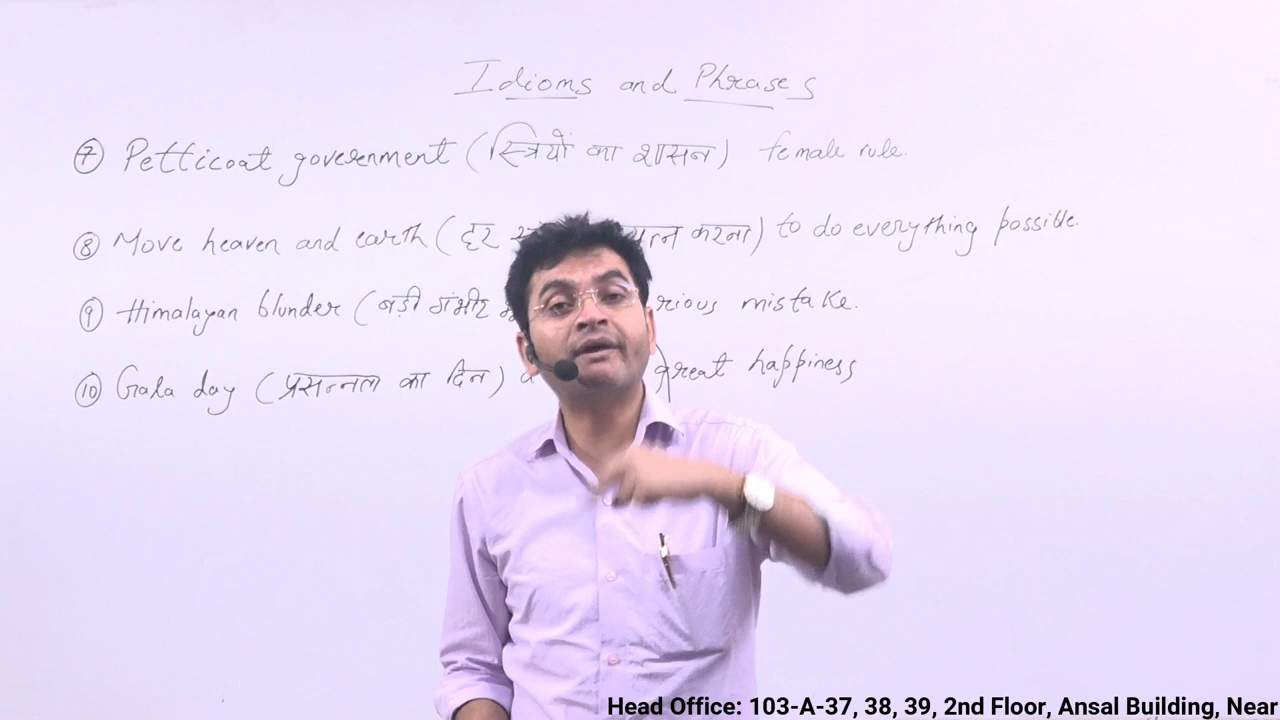 Idioms and Phrases
⑦ Petticoat government (स्त्रियों का शासन) female rule.
⑧ Move heaven and earth (हर करना) to do everything possible.
⑨ Himalayan blunder (बड़ी गंभीर mistake.
⑩ Gala day (प्रसन्नता का दिन) great happiness
Head Office: 103-A-37, 38, 39, 2nd Floor, Ansal Building, Near